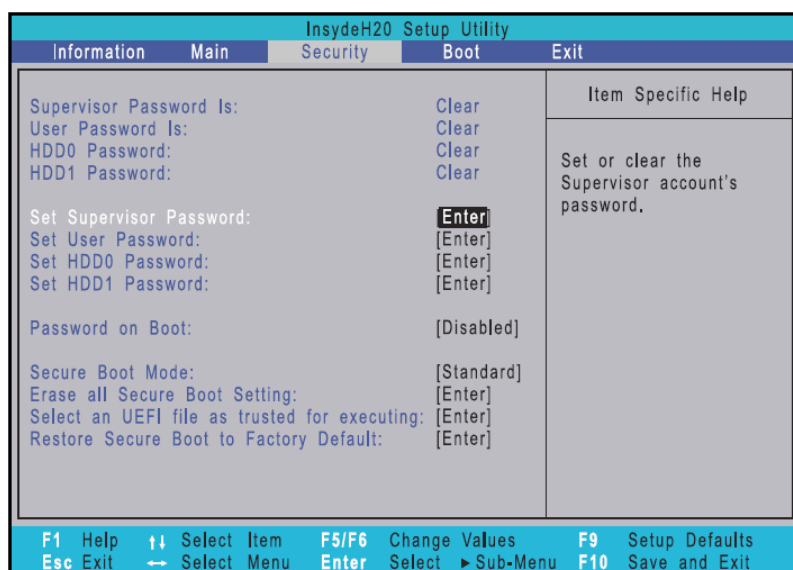 InsydeH20 Setup Utility
Information Main Security Boot Exit
Supervisor Password Is: Clear
User Password Is: Clear
HDD0 Password: Clear
HDD1 Password: Clear
Set Supervisor Password: [Enter]
Set User Password: [Enter]
Set HDD0 Password: [Enter]
Set HDD1 Password: [Enter]
Password on Boot: [Disabled]
Secure Boot Mode: [Standard]
Erase all Secure Boot Setting: [Enter]
Select an UEFI file as trusted for executing: [Enter]
Restore Secure Boot to Factory Default: [Enter]
Item Specific Help
Set or clear the
Supervisor account's
password.
F1 Help ↑↓ Select Item F5/F6 Change Values F9 Setup Defaults
Esc Exit ↔ Select Menu Enter Select ▶ Sub-Menu F10 Save and Exit